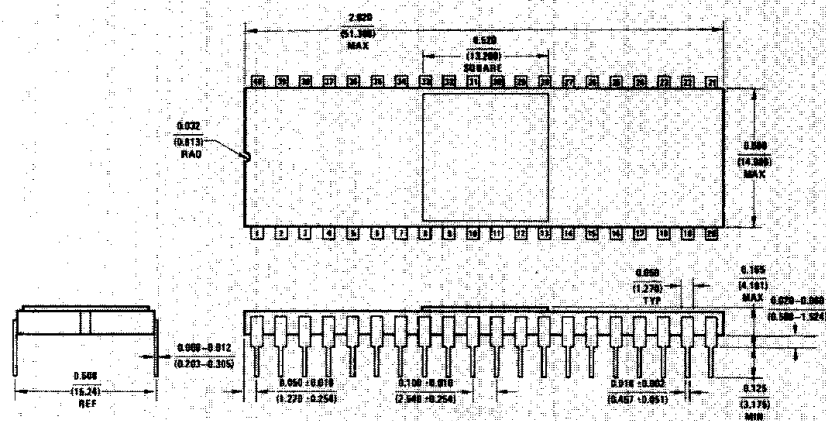 2.020
(51.308)
MAX
0.520
(13.208)
SQUARE
40 39 38 37 36 35 34 33 32 31 30 29 28 27 26 25 24 23 22 21
0.032
(0.813)
RAD
(14.986)
MAX
1 2 3 4 5 6 7 8 9 10 11 12 13 14 15 16 17 18 19 20
0.050
(1.270)
TYP
0.165
(4.191)
MAX
0.020–0.060
(0.508–1.524)
0.008–0.012
(0.203–0.305)
(15.24)
REF
0.050 ±0.010
(1.270 ±0.254)
0.100 ±0.010
(2.540 ±0.254)
0.018 ±0.002
(0.457 ±0.051)
0.125
(3.175)
MIN